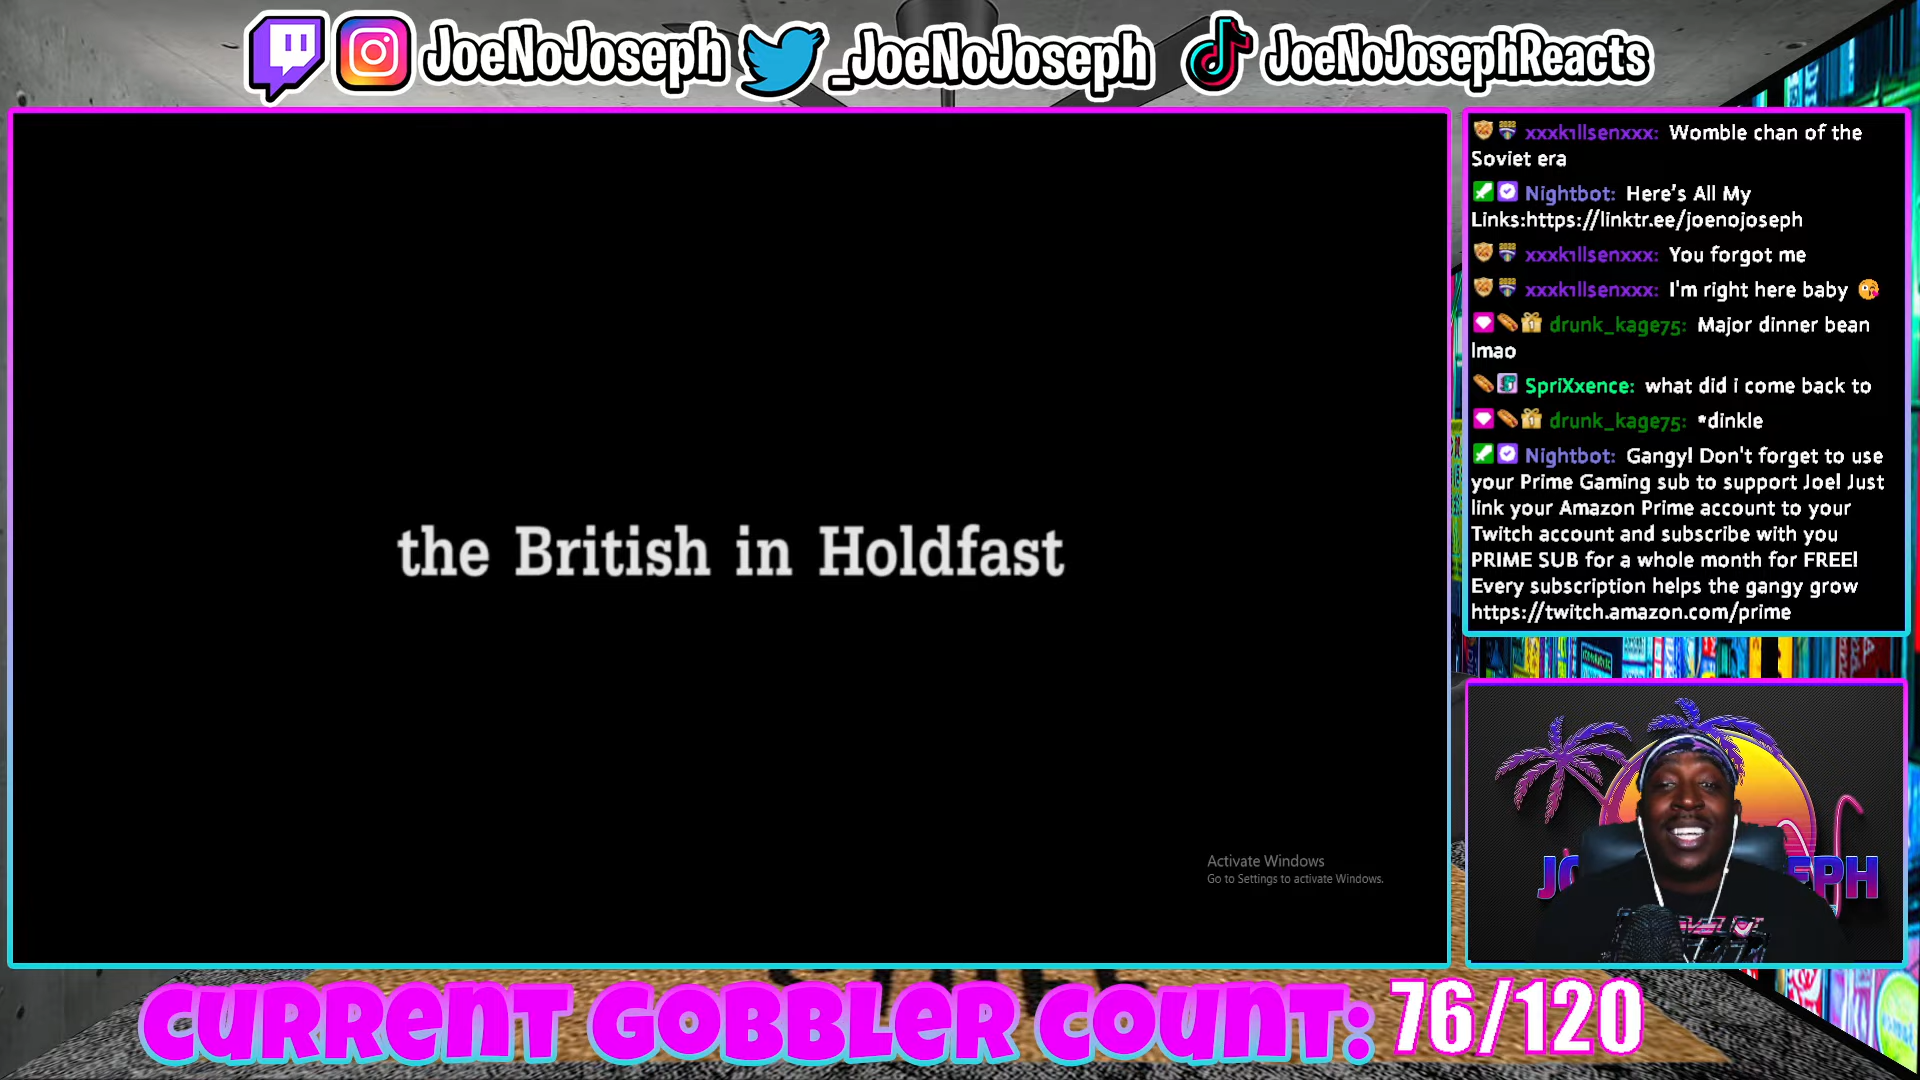 JoeNoJoseph _JoeNoJoseph JoeNoJosephReacts
the British in Holdfast
Activate Windows
Go to Settings to activate Windows.
xxxk1llsenxxx: Womble chan of the
Soviet era
Nightbot: Here's All My
Links:https://linktr.ee/joenojoseph
xxxk1llsenxxx: You forgot me
xxxk1llsenxxx: I'm right here baby
drunk_kage75: Major dinner bean
lmao
SpriXxence: what did i come back to
drunk_kage75: *dinkle
Nightbot: Gangy! Don't forget to use
your Prime Gaming sub to support Joe! Just
link your Amazon Prime account to your
Twitch account and subscribe with you
PRIME SUB for a whole month for FREE!
Every subscription helps the gangy grow
https://twitch.amazon.com/prime
CURRENT GOBBLER COUNT: 76/120